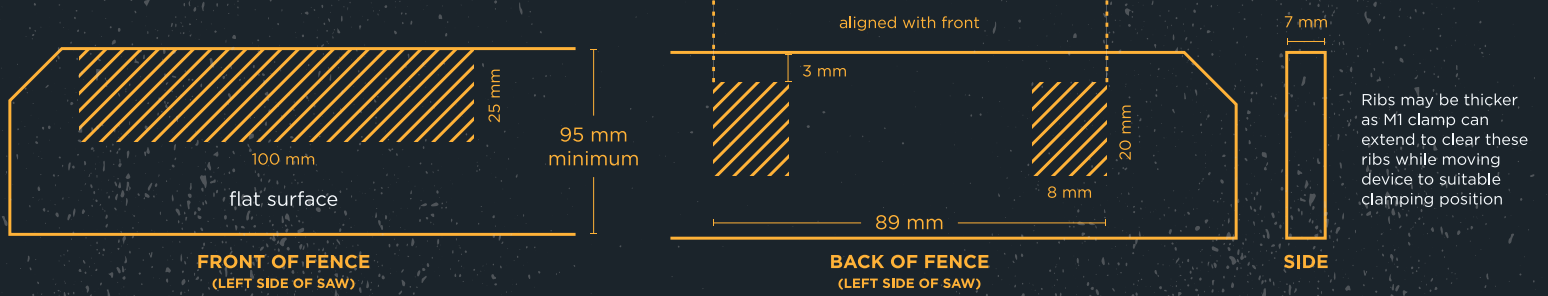 25 mm
100 mm
flat surface
FRONT OF FENCE
(LEFT SIDE OF SAW)
95 mm
minimum
aligned with front
3 mm
20 mm
8 mm
89 mm
BACK OF FENCE
(LEFT SIDE OF SAW)
7 mm
SIDE
Ribs may be thicker
as M1 clamp can
extend to clear these
ribs while moving
device to suitable
clamping position